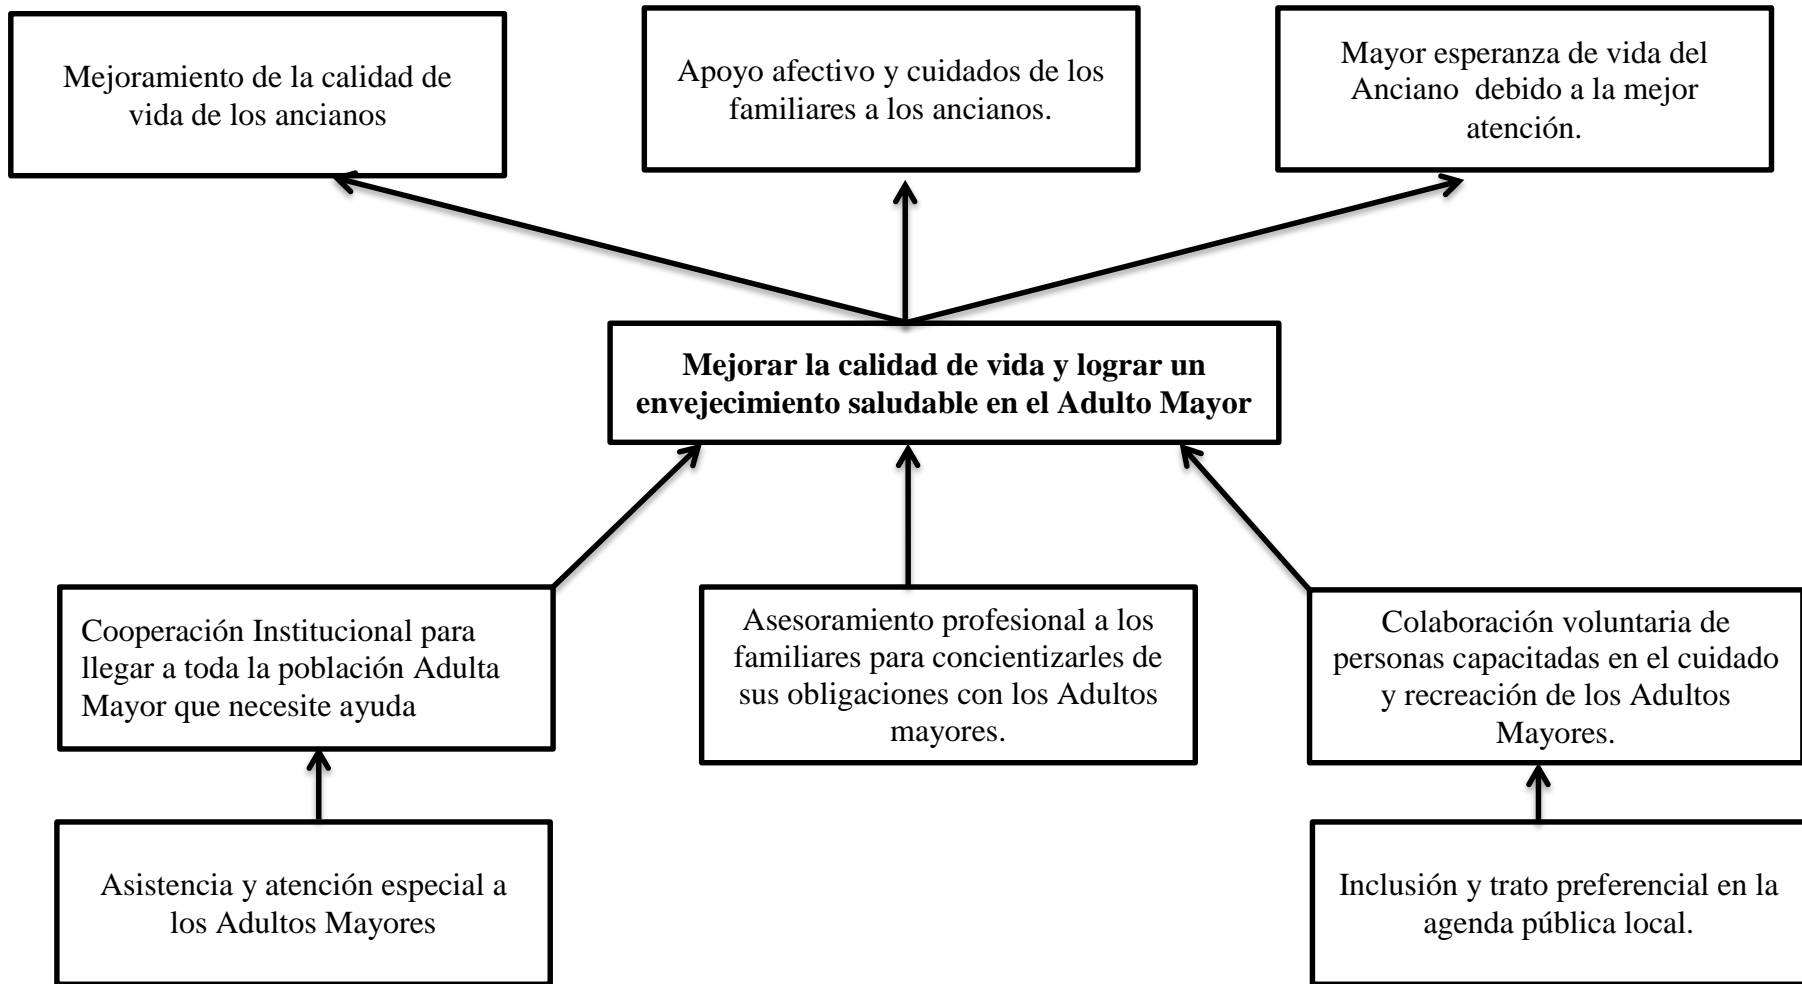 Mejoramiento de la calidad de
vida de los ancianos
Apoyo afectivo y cuidados de los
familiares a los ancianos.
Mayor esperanza de vida del
Anciano  debido a la mejor
atención.
Mejorar la calidad de vida y lograr un
envejecimiento saludable en el Adulto Mayor
Cooperación Institucional para
llegar a toda la población Adulta
Mayor que necesite ayuda
Asesoramiento profesional a los
familiares para concientizarles de
sus obligaciones con los Adultos
mayores.
Colaboración voluntaria de
personas capacitadas en el cuidado
y recreación de los Adultos
Mayores.
Asistencia y atención especial a
los Adultos Mayores
Inclusión y trato preferencial en la
agenda pública local.